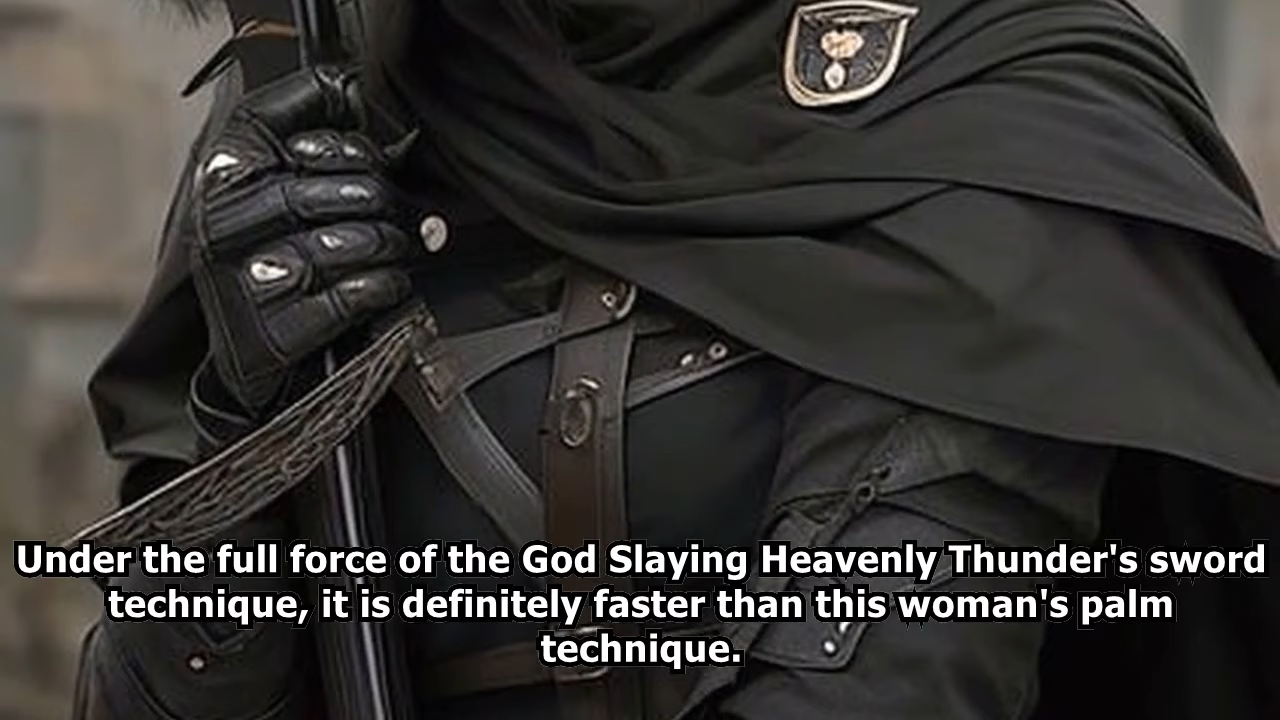 Under the full force of the God Slaying Heavenly Thunder's sword
technique, it is definitely faster than this woman's palm
technique.